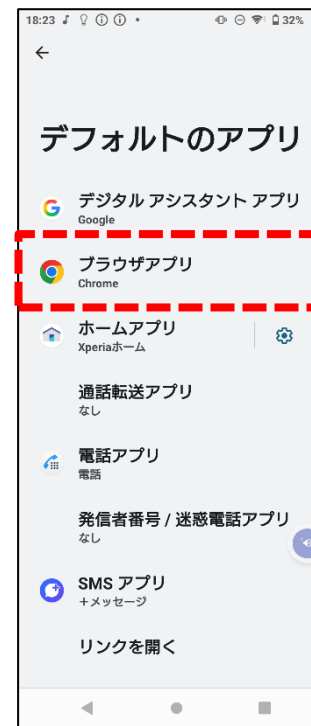 18:23 32%
デフォルトのアプリ
デジタル アシスタント アプリ
Google
ブラウザアプリ
Chrome
ホームアプリ
Xperiaホーム
通話転送アプリ
なし
電話アプリ
電話
発信者番号 / 迷惑電話アプリ
なし
SMS アプリ
+メッセージ
リンクを開く